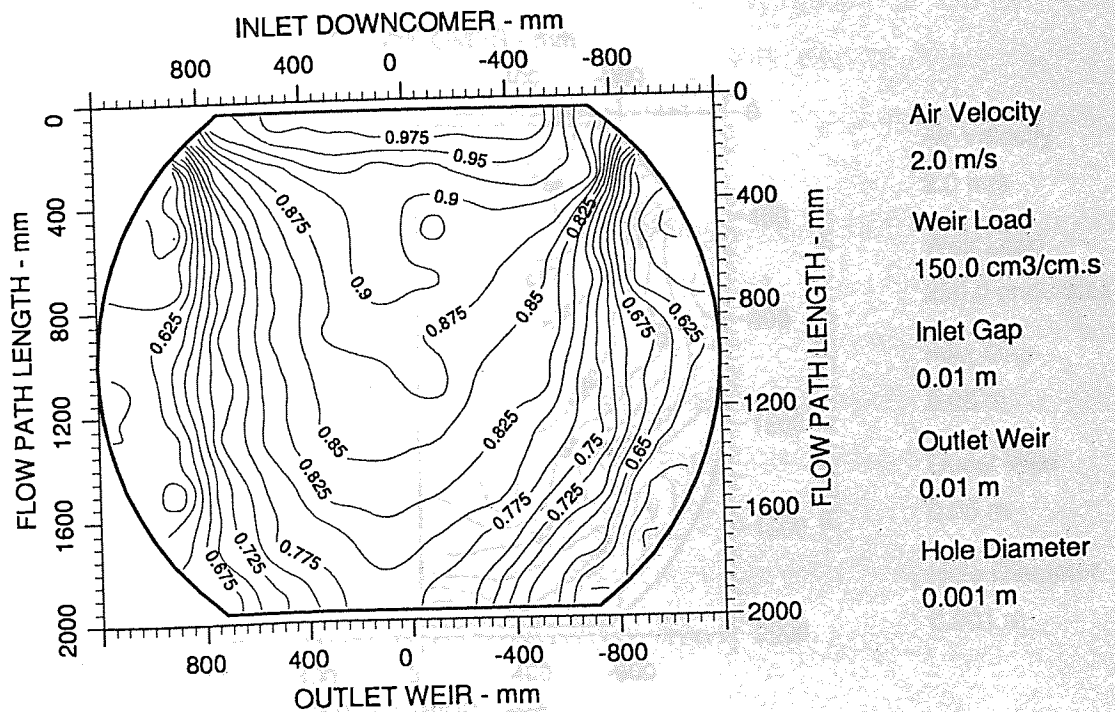 INLET DOWNCOMER - mm
800 400 0 -400 -800
0 400 800 1200 1600 2000
FLOW PATH LENGTH - mm
0.975
0.95
0.9
0.875
0.825
0.9
0.875
0.85
0.625
0.675
0.625
0.85
0.825
0.825
0.75
0.65
0.775
0.725
0.675
0.725
0.775
0 400 800 1200 1600 2000
FLOW PATH LENGTH - mm
800 400 0 -400 -800
OUTLET WEIR - mm
Air Velocity
2.0 m/s
Weir Load
150.0 cm3/cm.s
Inlet Gap
0.01 m
Outlet Weir
0.01 m
Hole Diameter
0.001 m